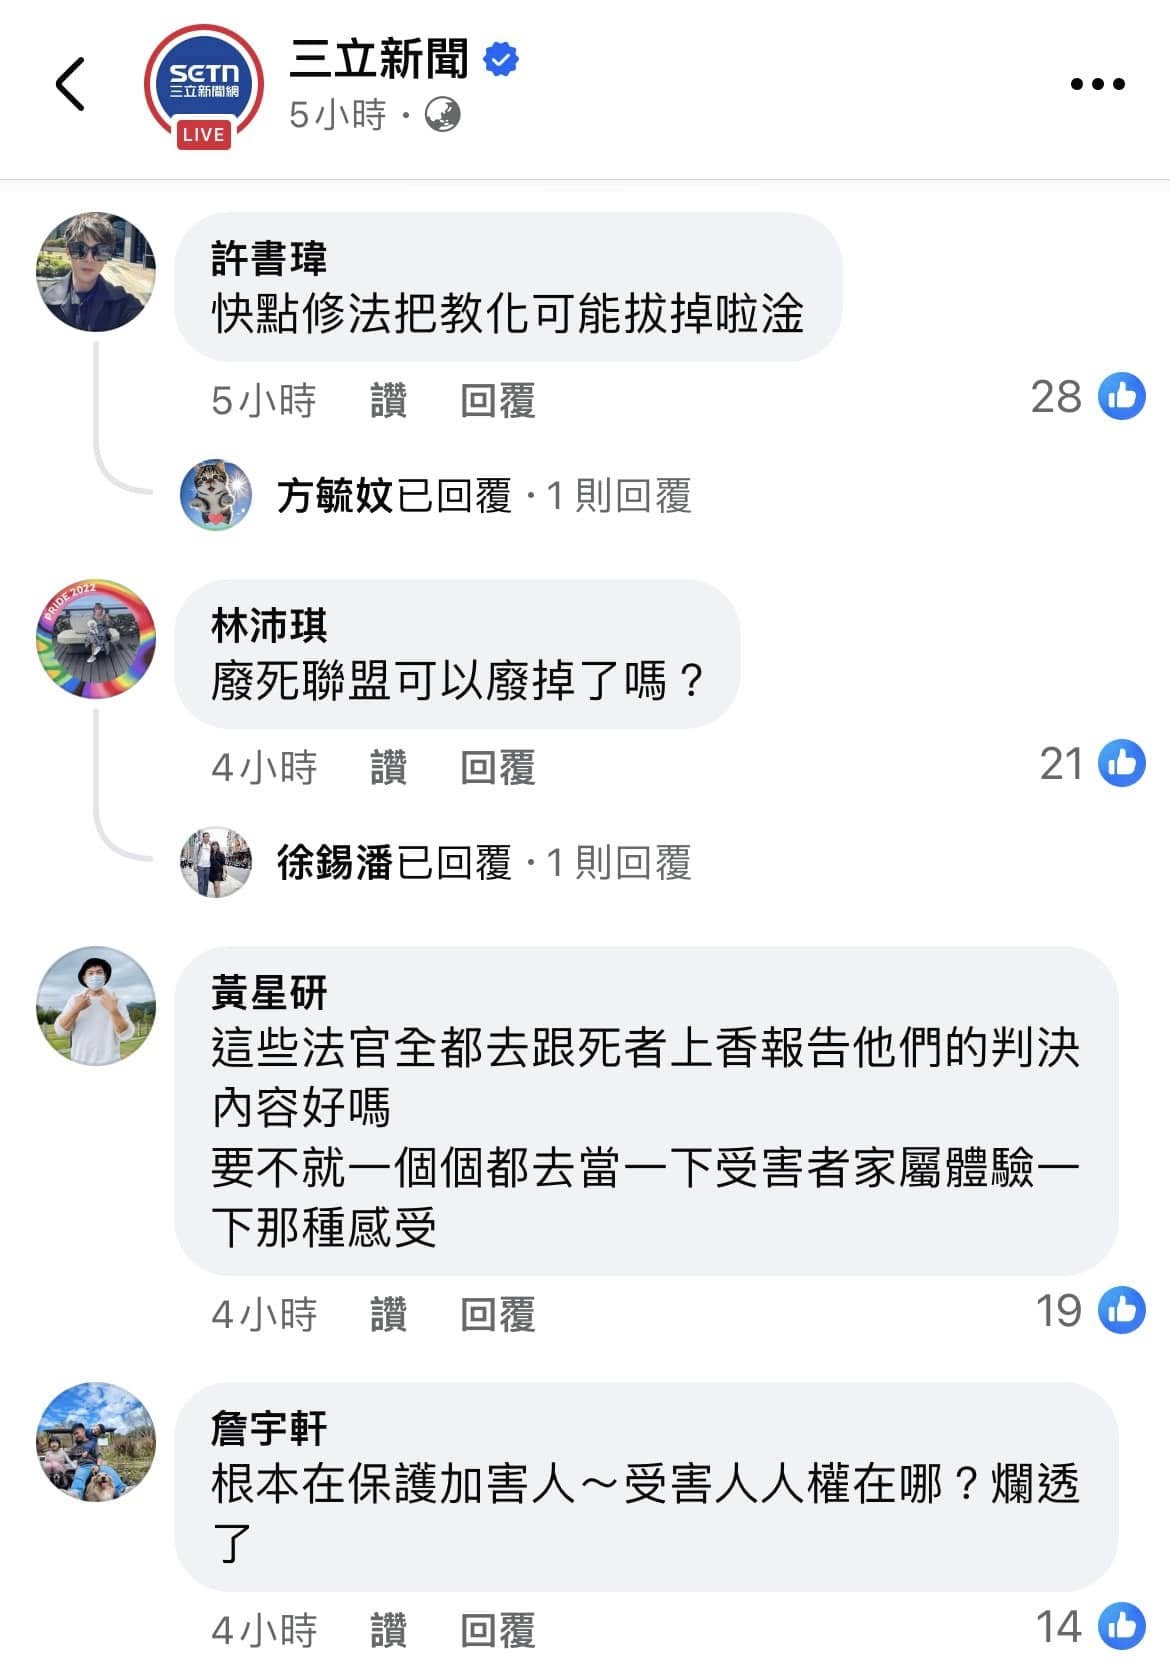 SETN
三立新聞網
LIVE
三立新聞
5小時·
許書瑋
快點修法把教化可能拔掉啦淦
5小時 讚 回覆 28
方毓妏已回覆·1 則回覆
PRIDE 2022
林沛琪
廢死聯盟可以廢掉了嗎？
4小時 讚 回覆 21
徐錫潘已回覆·1 則回覆
黃星研
這些法官全都去跟死者上香報告他們的判決
內容好嗎
要不就一個個都去當一下受害者家屬體驗一
下那種感受
4小時 讚 回覆 19
詹宇軒
根本在保護加害人～受害人人權在哪？爛透
了
4小時 讚 回覆 14